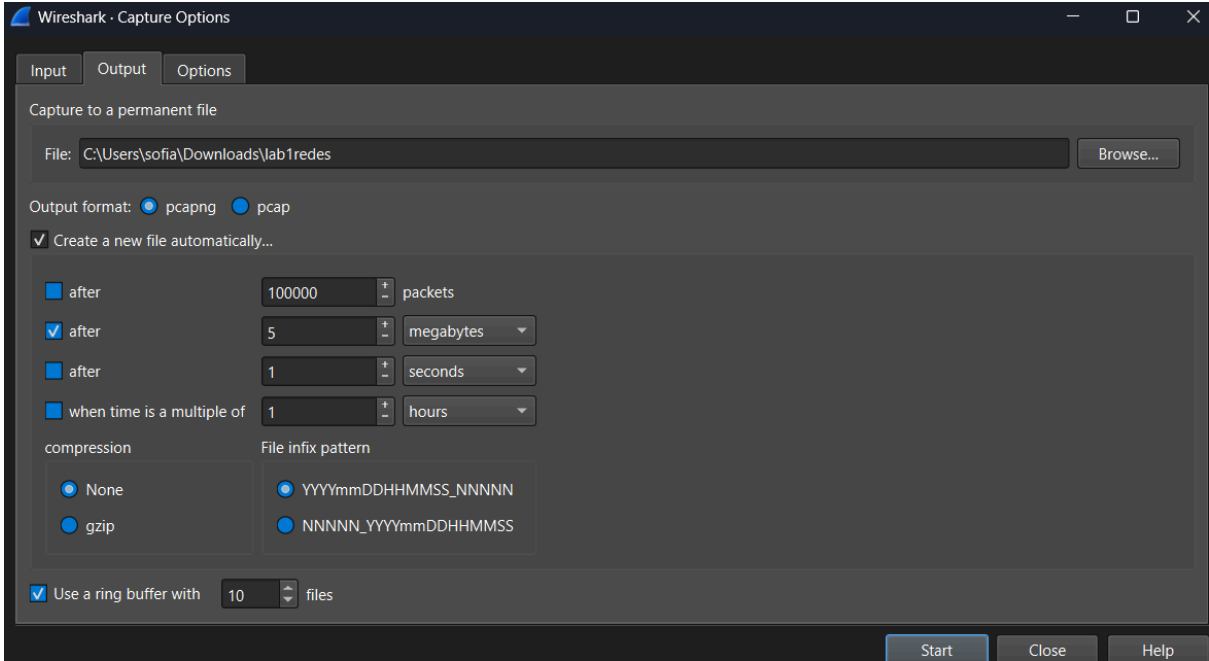 Wireshark · Capture Options
Input Output Options
Capture to a permanent file
File: C:\Users\sofia\Downloads\lab1redes Browse...
Output format: pcapng pcap
Create a new file automatically...
after 100000 packets
after 5 megabytes
after 1 seconds
when time is a multiple of 1 hours
compression File infix pattern
None YYYYmmDDHHMMSS_NNNNN
gzip NNNNN_YYYYmmDDHHMMSS
Use a ring buffer with 10 files
Start Close Help